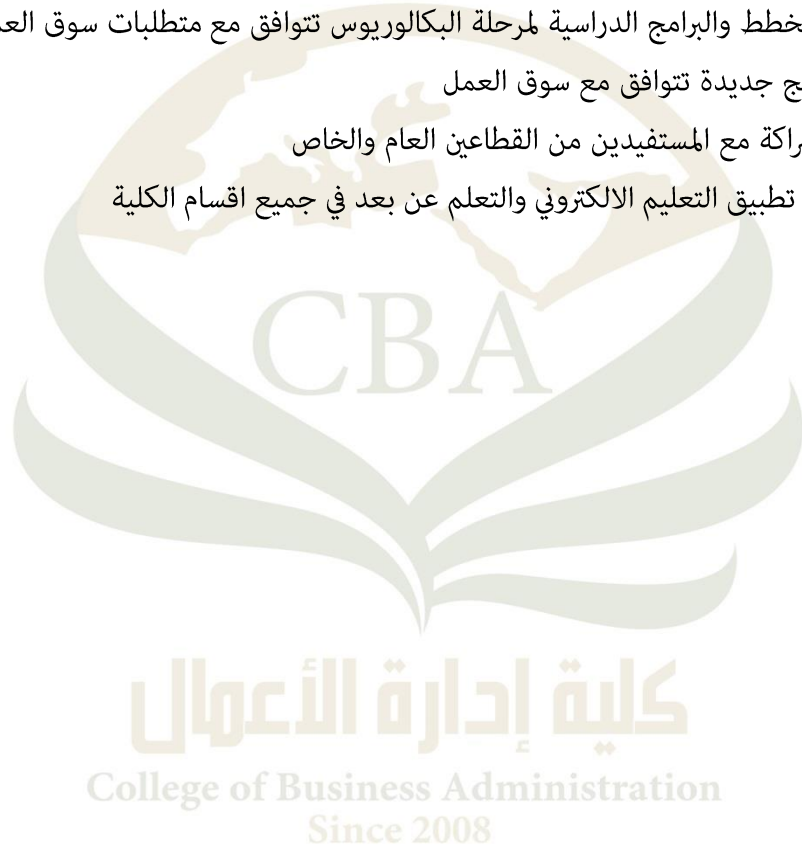 خطط والبرامج الدراسية لمرحلة البكالوريوس تتوافق مع متطلبات سوق
جديدة تتوافق مع سوق العمل
مع المستفيدين من القطاعين العام والخاص
تطبيق التعليم الالكتروني والتعلم عن بعد في جميع اقسام الكلية
CBA
كلية إدارة الأعمال
College of Business Administration
Since 2008